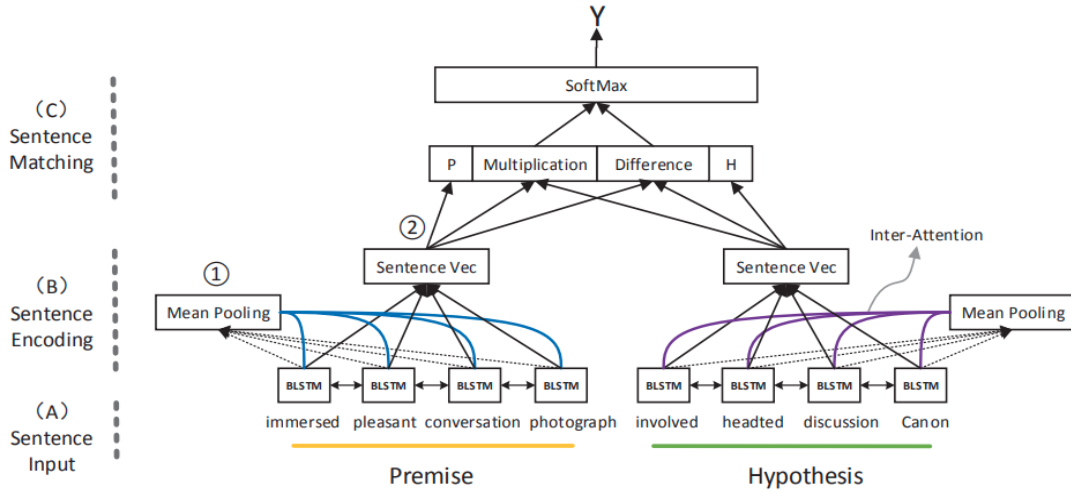 Y
(C)
Sentence
Matching
SoftMax
P Multiplication Difference H
②
Inter-Attention
(B)
Sentence
Encoding
①
Mean Pooling
Sentence Vec
Sentence Vec
Mean Pooling
BLSTM BLSTM BLSTM BLSTM BLSTM BLSTM BLSTM BLSTM
(A)
Sentence
Input
immersed pleasant conversation photograph involved headted discussion Canon
Premise Hypothesis